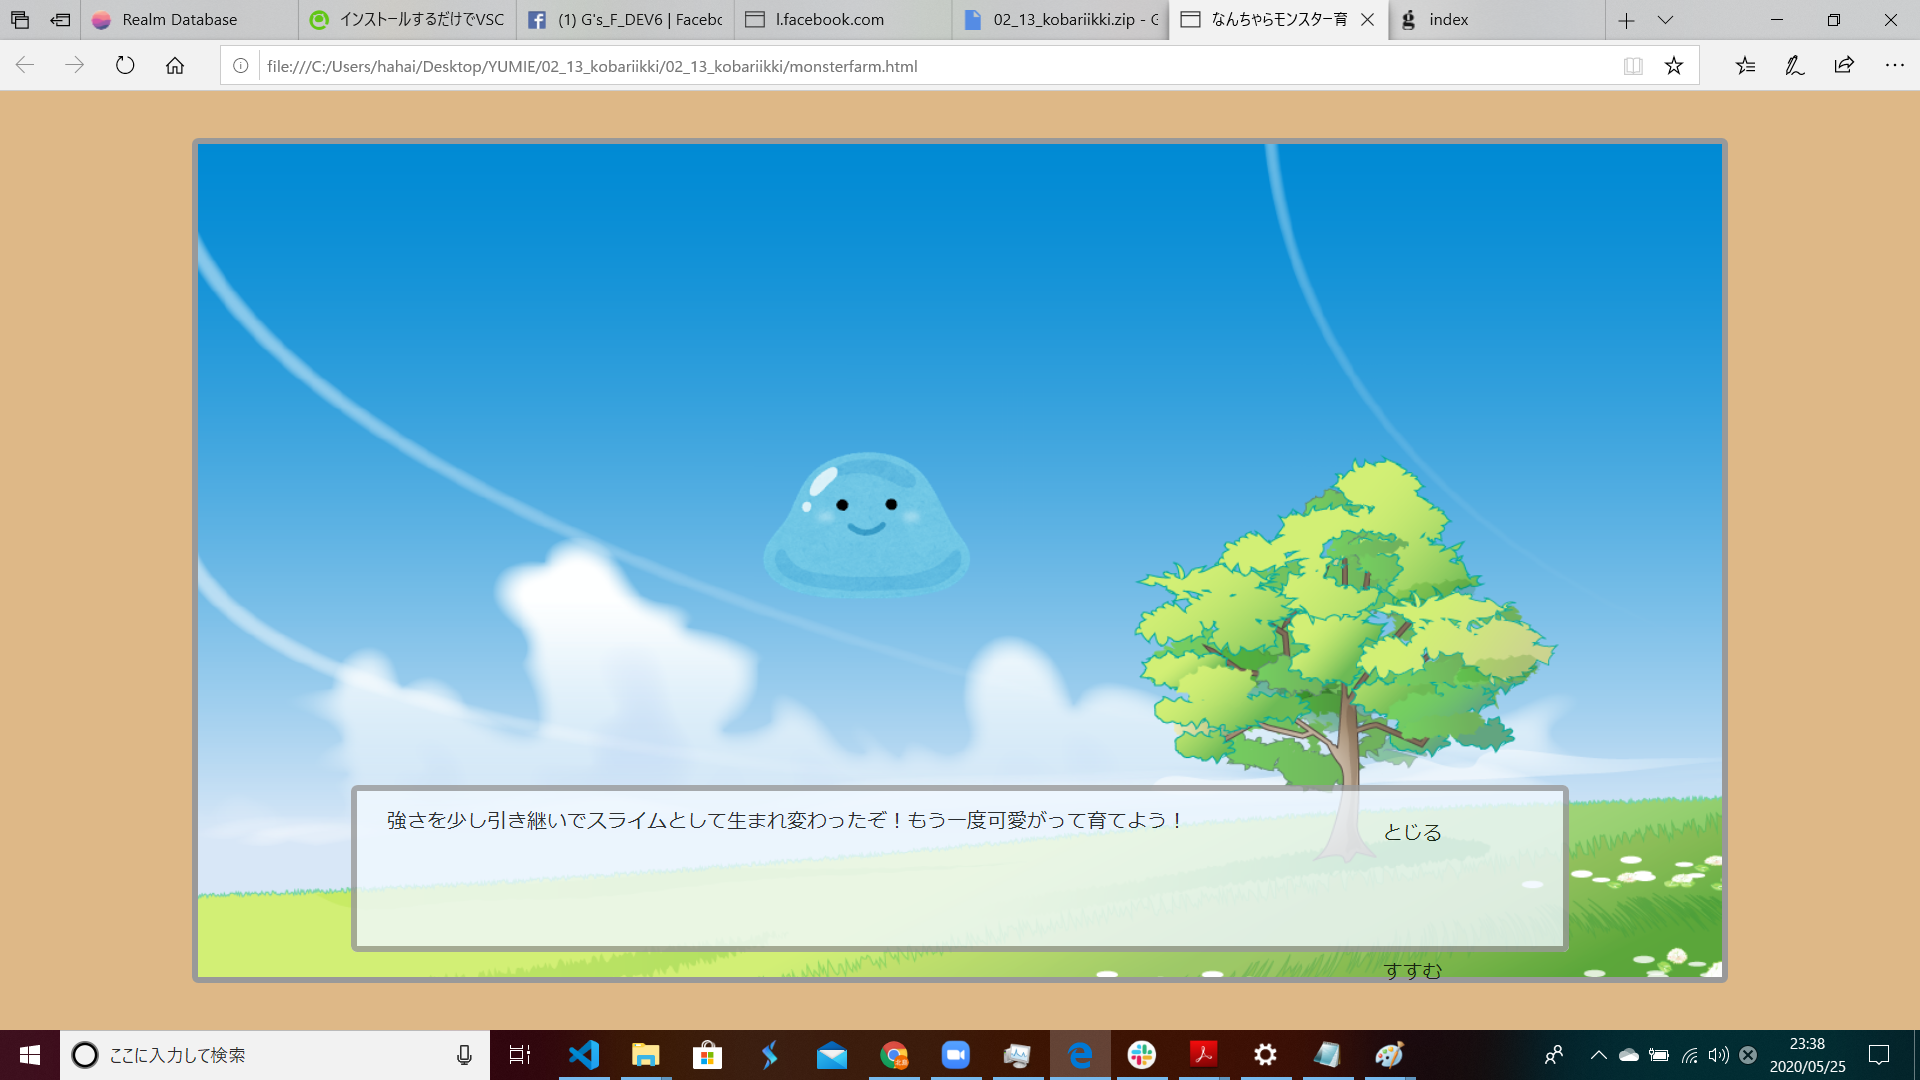 Realm Database
インストールするだけでVSC
(1) G's_F_DEV6 | Facebo
l.facebook.com
02_13_kobariikki.zip - G
なんちゃらモンスター育
index
file:///C:/Users/hahai/Desktop/YUMIE/02_13_kobariikki/02_13_kobariikki/monsterfarm.html
強さを少し引き継いでスライムとして生まれ変わったぞ！もう一度可愛がって育てよう！
とじる
すすむ
ここに入力して検索
23:38
2020/05/25